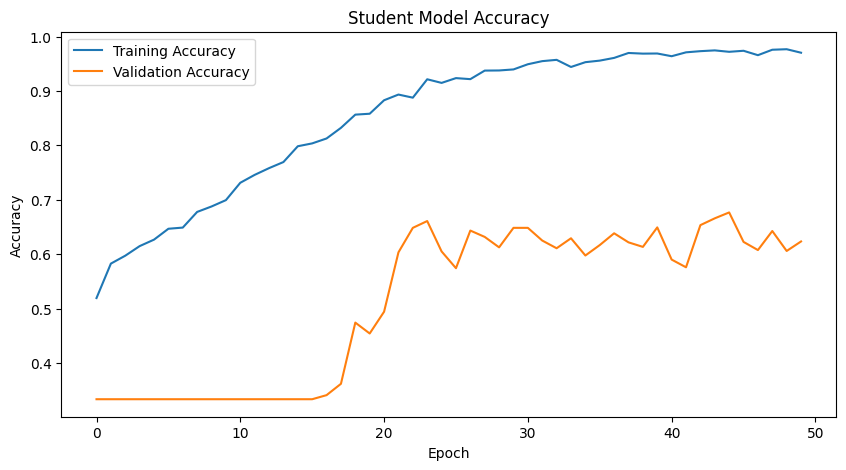 Student Model Accuracy
Training Accuracy
Validation Accuracy
Accuracy
1.0
0.9
0.8
0.7
0.6
0.5
0.4
0 10 20 30 40 50
Epoch